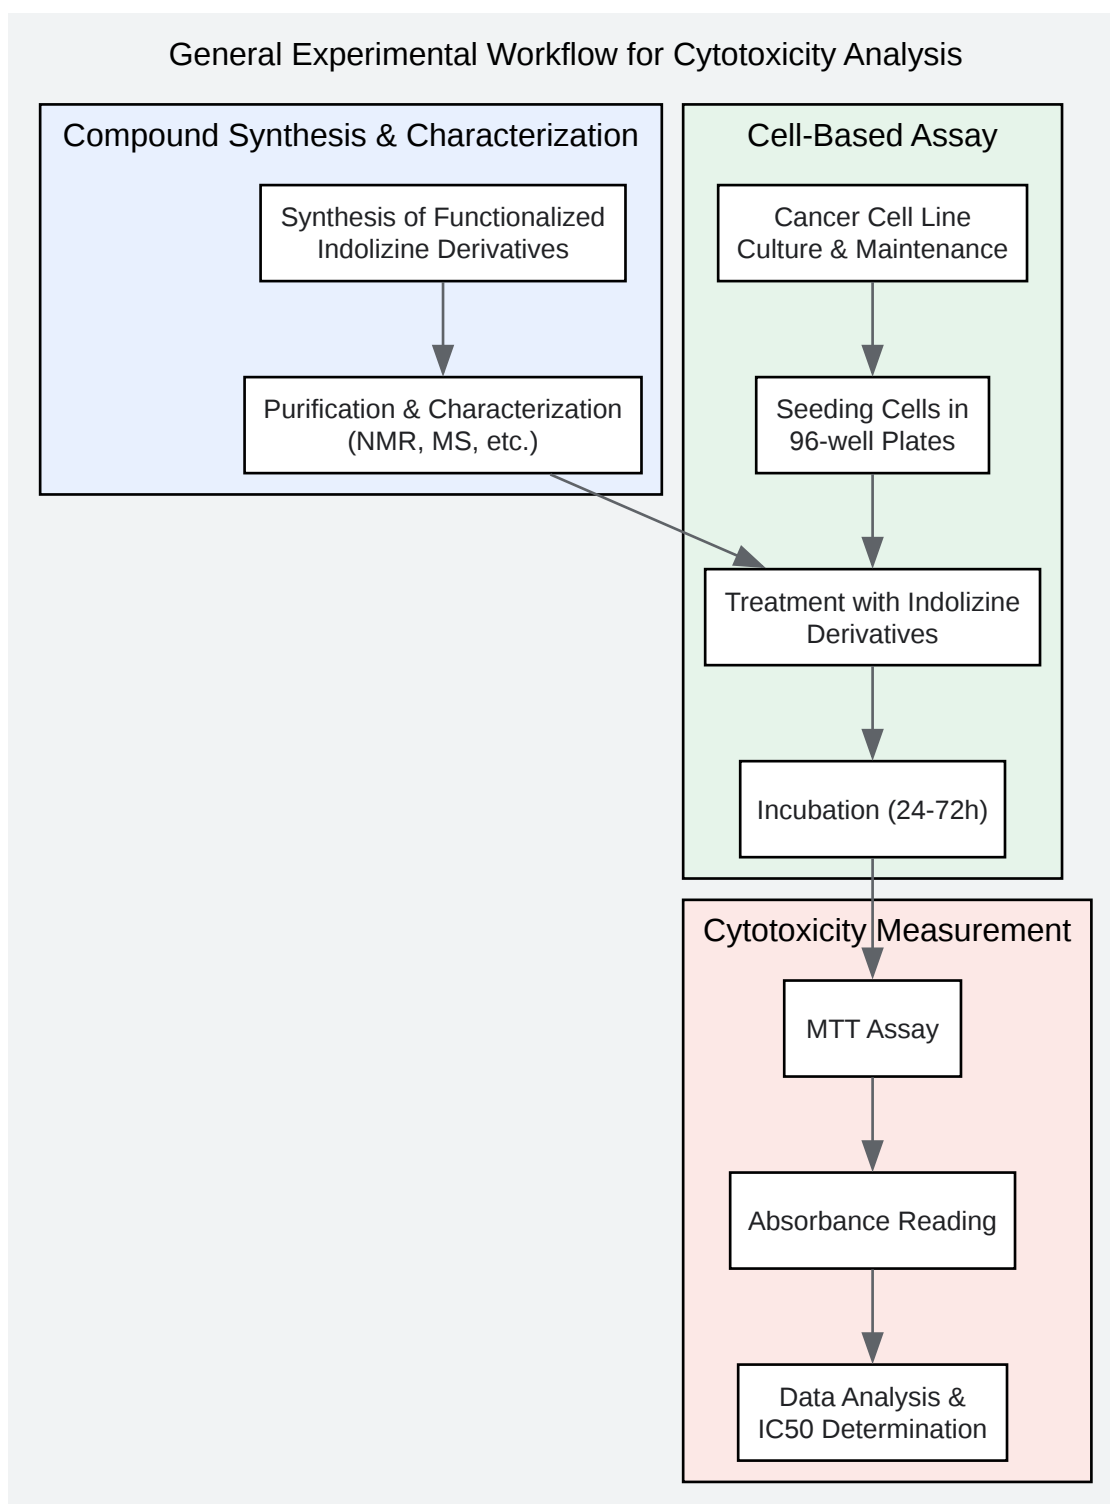 General Experimental Workflow for Cytotoxicity Analysis
Compound Synthesis & Characterization
Synthesis of Functionalized
Indolizine Derivatives
Purification & Characterization
(NMR, MS, etc.)
Cell-Based Assay
Cancer Cell Line
Culture & Maintenance
Seeding Cells in
96-well Plates
Treatment with Indolizine
Derivatives
Incubation (24-72h)
Cytotoxicity Measurement
MTT Assay
Absorbance Reading
Data Analysis &
IC50 Determination